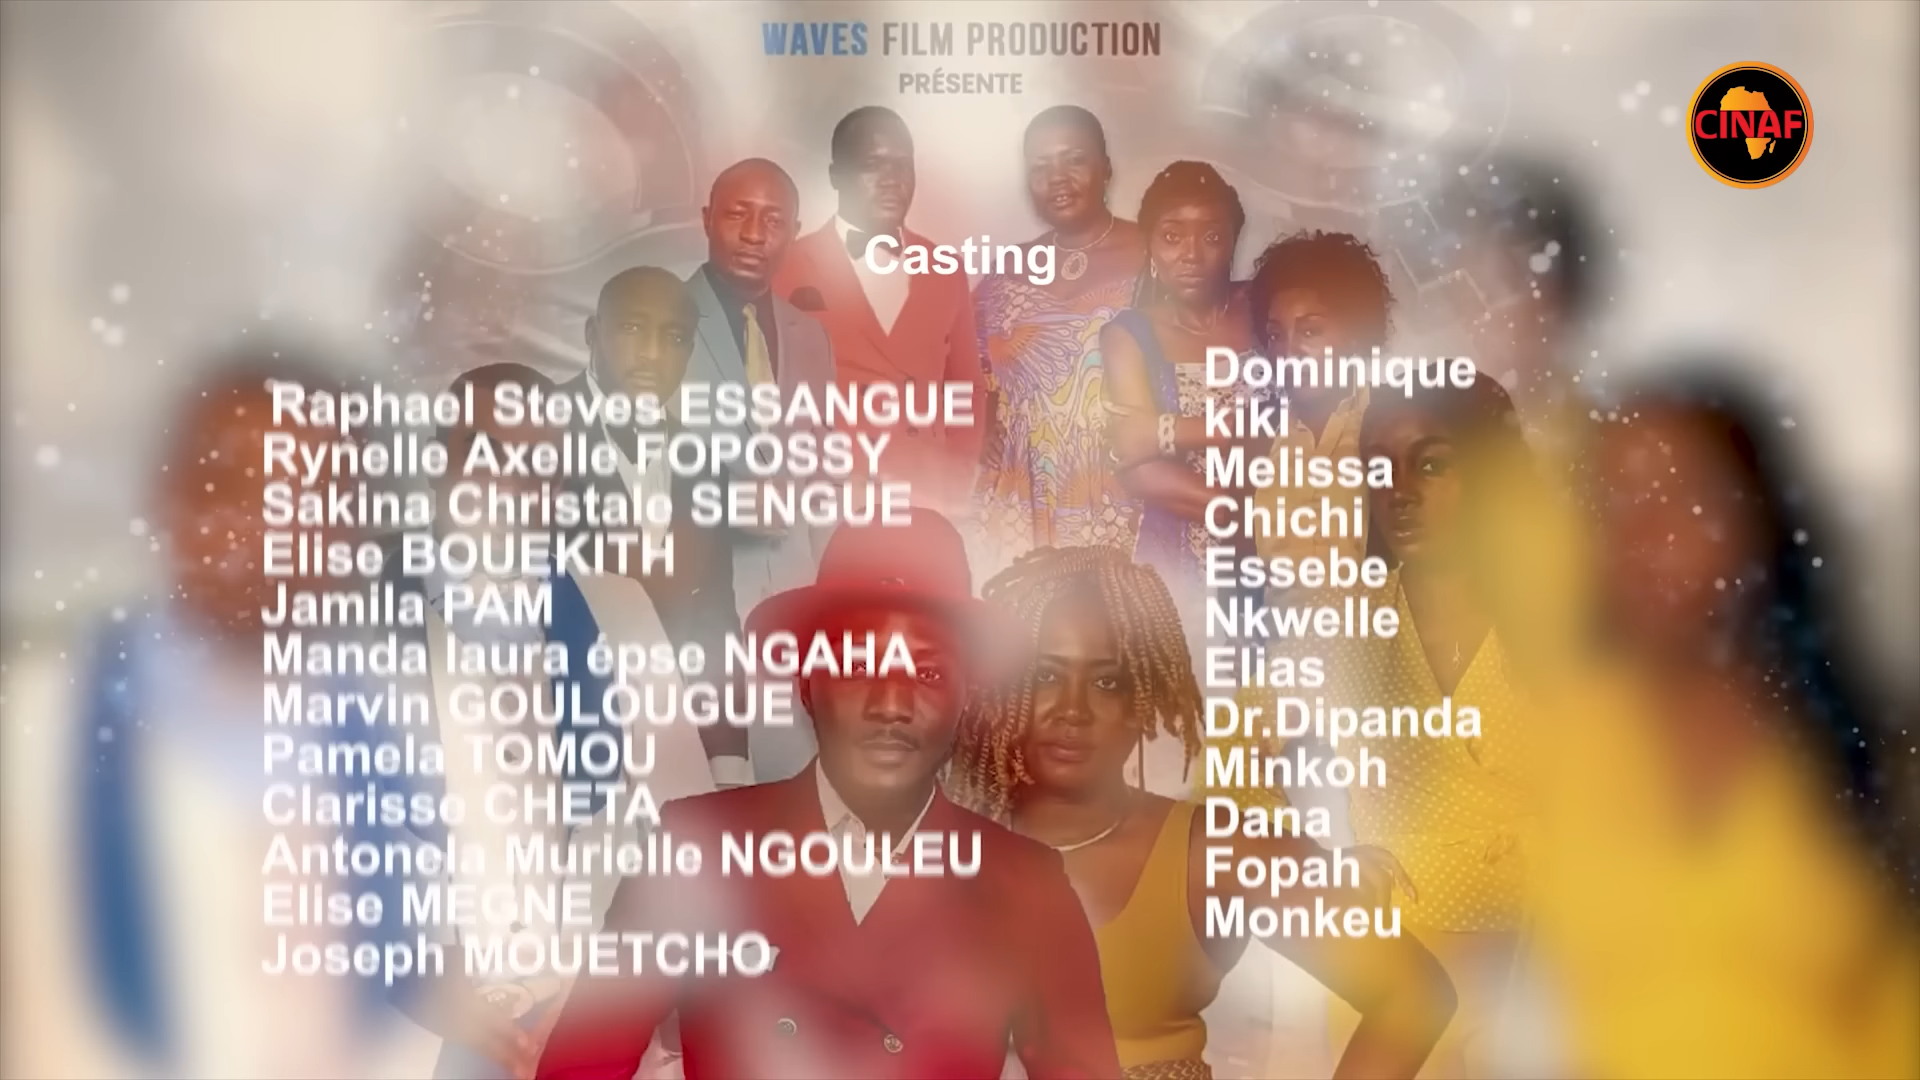 WAVES FILM PRODUCTION
PRÉSENTE
CINAF
Casting
Raphael Steves ESSANGUE
Rynelle Axelle FOPOSSY
Sakina Christale SENGUE
Elise BOUEKITH
Jamila PAM
Manda laura épse NGAHA
Marvin GOULOUGUE
Pamela TOMOU
Clarisse CHETA
Antonela Murielle NGOULEU
Elise MEGNE
Joseph MOUETCHO
Dominique
kiki
Melissa
Chichi
Essebe
Nkwelle
Elias
Dr.Dipanda
Minkoh
Dana
Fopah
Monkeu